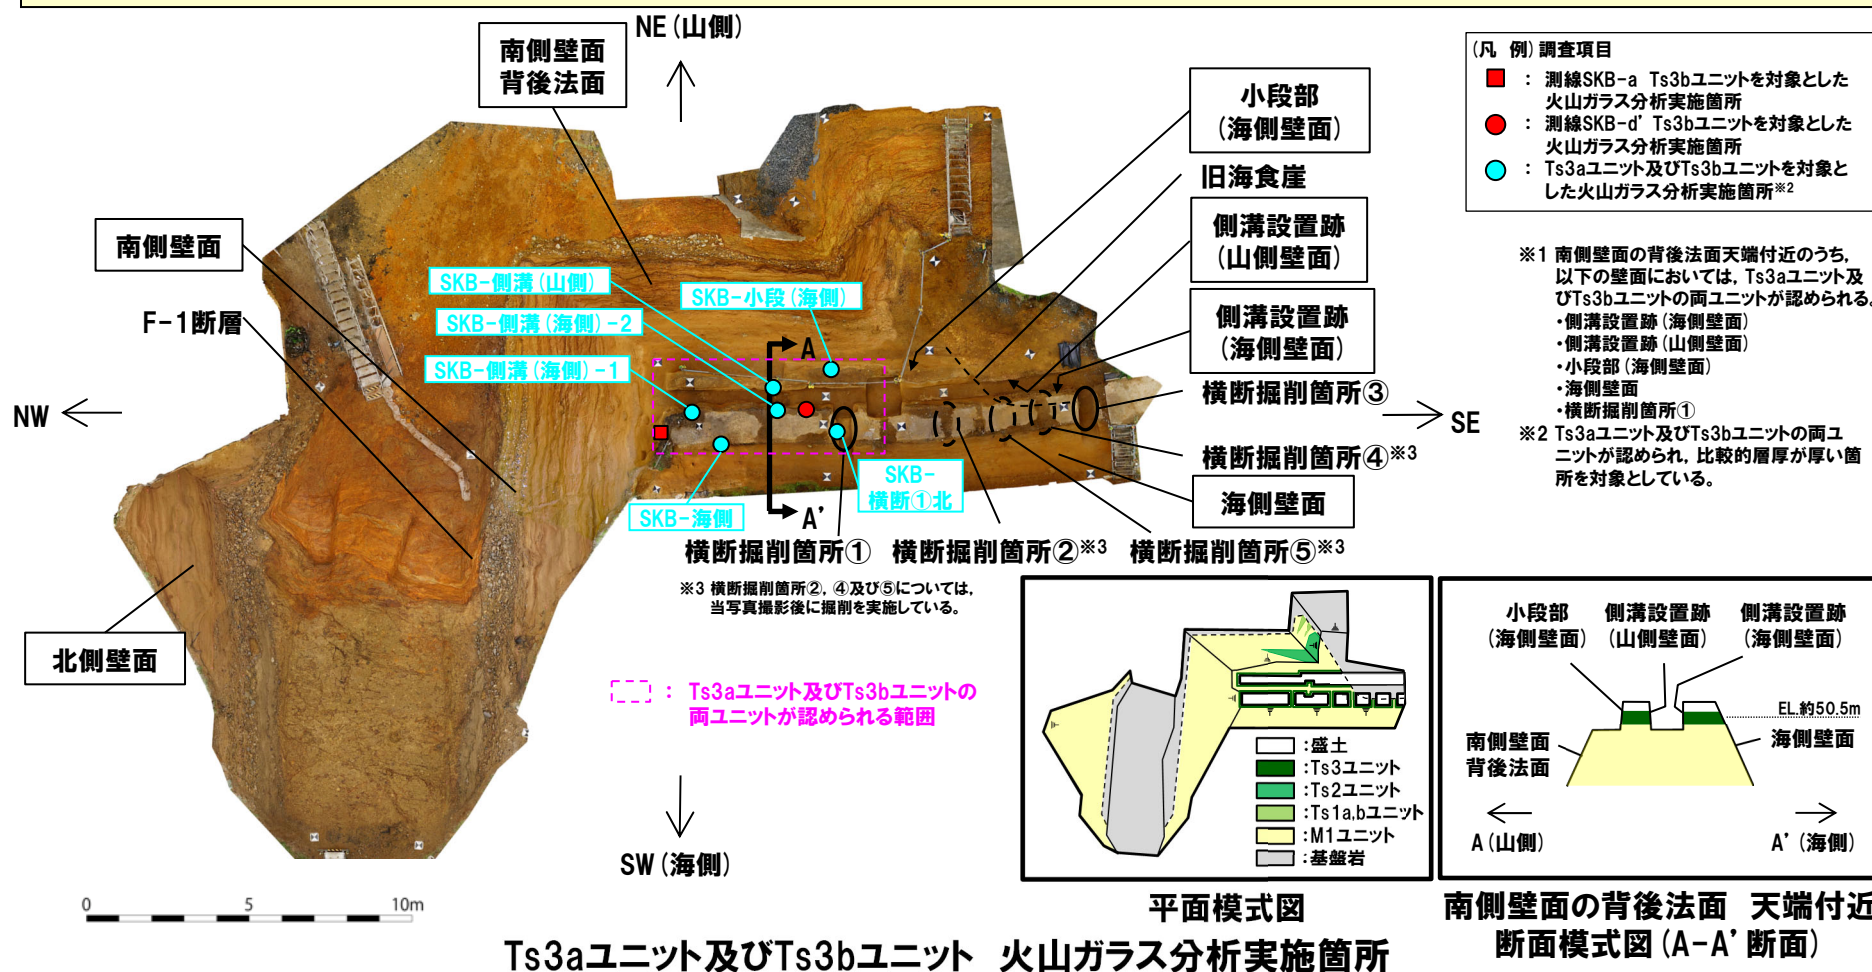 NE(山側)
南側壁面
背後法面
(凡 例)調査項目
: 測線SKB-a Ts3bユニットを対象とした
火山ガラス分析実施箇所
: 測線SKB-d' Ts3bユニットを対象とした
火山ガラス分析実施箇所
: Ts3aユニット及びTs3bユニットを対象と
した火山ガラス分析実施箇所※2
小段部
(海側壁面)
旧海食崖
側溝設置跡
(山側壁面)
側溝設置跡
(海側壁面)
南側壁面
F-1断層
SKB-側溝(山側)
SKB-小段(海側)
SKB-側溝(海側)-2
SKB-側溝(海側)-1
A
NW
SE
横断掘削箇所③
横断掘削箇所④※3
海側壁面
SKB-
横断①北
SKB-海側
A'
横断掘削箇所①
横断掘削箇所②※3
横断掘削箇所⑤※3
※1 南側壁面の背後法面天端付近のうち,
以下の壁面においては, Ts3aユニット及
びTs3bユニットの両ユニットが認められる。
・側溝設置跡(海側壁面)
・側溝設置跡(山側壁面)
・小段部(海側壁面)
・海側壁面
・横断掘削箇所①
※2 Ts3aユニット及びTs3bユニットの両ユ
ニットが認められ, 比較的層厚が厚い箇
所を対象としている。
※3 横断掘削箇所②, ④及び⑤については,
当写真撮影後に掘削を実施している。
北側壁面
: Ts3aユニット及びTs3bユニットの
両ユニットが認められる範囲
SW(海側)
0 5 10m
:盛土
:Ts3ユニット
:Ts2ユニット
:Ts1a,bユニット
:M1ユニット
:基盤岩
平面模式図
小段部
(海側壁面)
側溝設置跡
(山側壁面)
側溝設置跡
(海側壁面)
EL.約50.5m
南側壁面
背後法面
海側壁面
A(山側)
A'(海側)
南側壁面の背後法面 天端付近
断面模式図(A-A'断面)
Ts3aユニット及びTs3bユニット 火山ガラス分析実施箇所